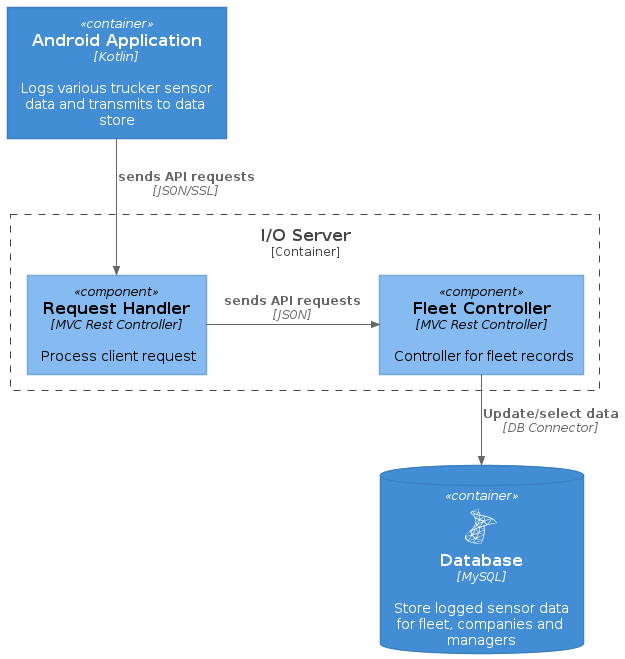 «container»
Android Application
[Kotlin]
Logs various trucker sensor
data and transmits to data
store
sends API requests
[JSON/SSL]
I/O Server
[Container]
«component»
Request Handler
[MVC Rest Controller]
Process client request
sends API requests
[JSON]
«component»
Fleet Controller
[MVC Rest Controller]
Controller for fleet records
Update/select data
[DB Connector]
«container»
Database
[MySQL]
Store logged sensor data
for fleet, companies and
managers